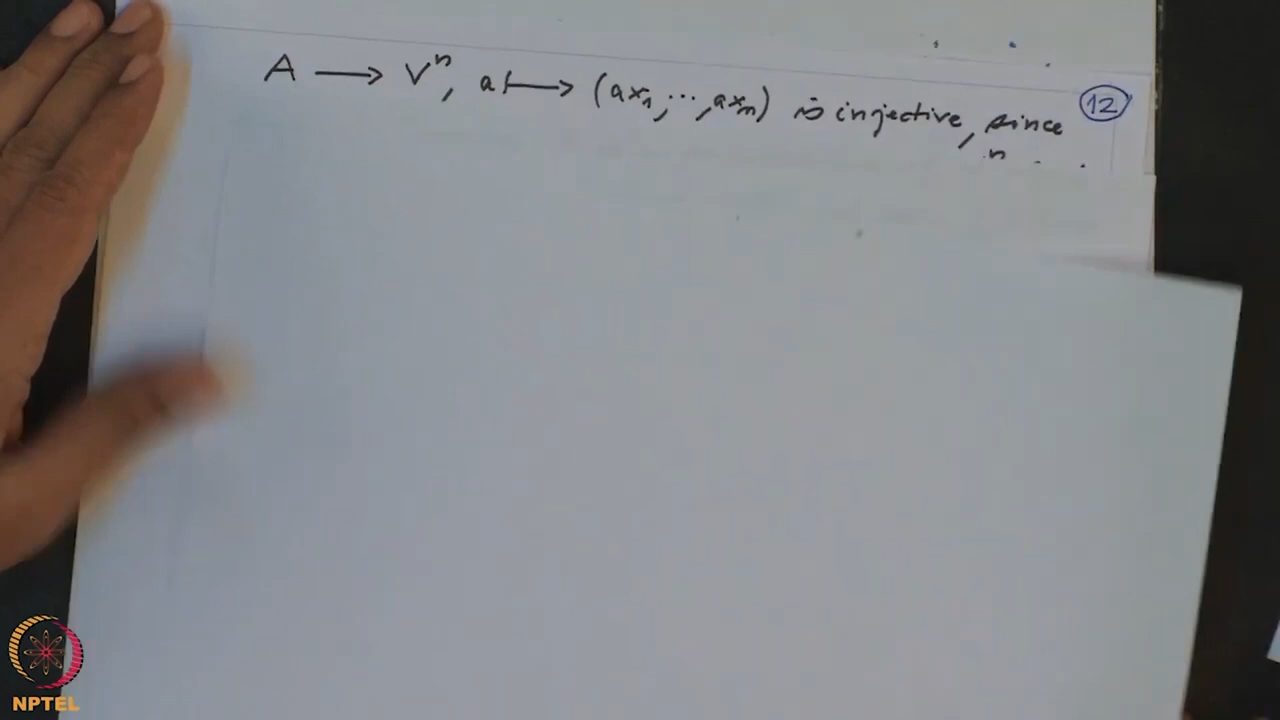 A ⟶ Vⁿ, a ⟼ (ax₁, ⋯, axₙ) is injective, since
12
NPTEL